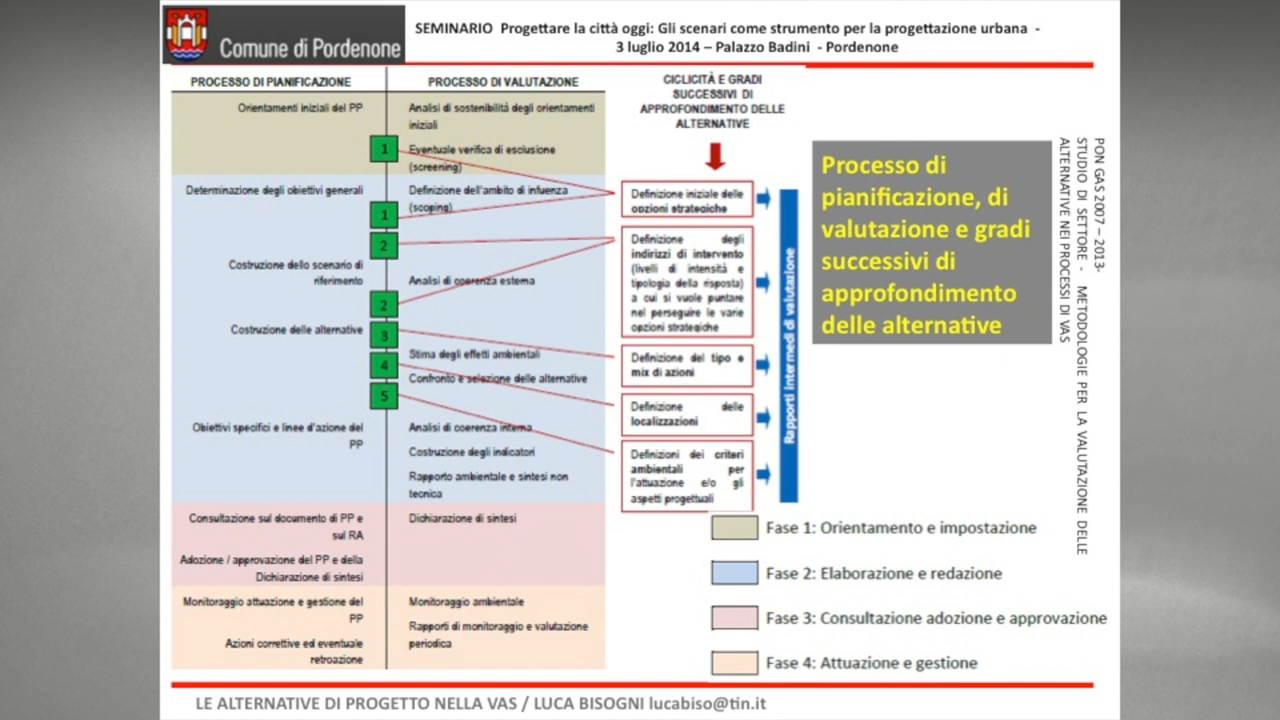 Comune di Pordenone
SEMINARIO Progettare la città oggi: Gli scenari come strumento per la progettazione urbana -
3 luglio 2014 – Palazzo Badini - Pordenone
PROCESSO DI PIANIFICAZIONE
PROCESSO DI VALUTAZIONE
Orientamenti iniziali del PP
Analisi di sostenibilità degli orientamenti
iniziali
1
Eventuale verifica di esclusione
(screening)
Determinazione degli obiettivi generali
Definizione dell'ambito di infuenza
(scoping)
1
2
Costruzione dello scenario di
riferimento
Analisi di coerenza esterna
2
Costruzione delle alternative
3
Stima degli effetti ambientali
4
Confronto e selezione delle alternative
5
Obiettivi specifici e linee d'azione del
PP
Analisi di coerenza interna
Costruzione degli indicatori
Rapporto ambientale e sintesi non
tecnica
Consultazione sul documento di PP e
sul RA
Dichiarazione di sintesi
Adozione / approvazione del PP e della
Dichiarazione di sintesi
Monitoraggio attuazione e gestione del
PP
Monitoraggio ambientale
Azioni correttive ed eventuale
retroazione
Rapporti di monitoraggio e valutazione
periodica
CICLICITÀ E GRADI
SUCCESSIVI DI
APPROFONDIMENTO DELLE
ALTERNATIVE
Definizione iniziale delle
opzioni strategiche
Definizione degli
indirizzi di intervento
(livelli di intensità e
tipologia della risposta)
a cui si vuole puntare
nel perseguire le varie
opzioni strategiche
Definizione del tipo e
mix di azioni
Definizione delle
localizzazioni
Definizioni dei criteri
ambientali per
l'attuazione e/o gli
aspetti progettuali
Rapporti intermedi di valutazione
Processo di
pianificazione, di
valutazione e gradi
successivi di
approfondimento
delle alternative
PON GAS 2007 – 2013-
STUDIO DI SETTORE - METODOLOGIE PER LA VALUTAZIONE DELLE
ALTERNATIVE NEI PROCESSI DI VAS
Fase 1: Orientamento e impostazione
Fase 2: Elaborazione e redazione
Fase 3: Consultazione adozione e approvazione
Fase 4: Attuazione e gestione
LE ALTERNATIVE DI PROGETTO NELLA VAS / LUCA BISOGNI lucabiso@tin.it